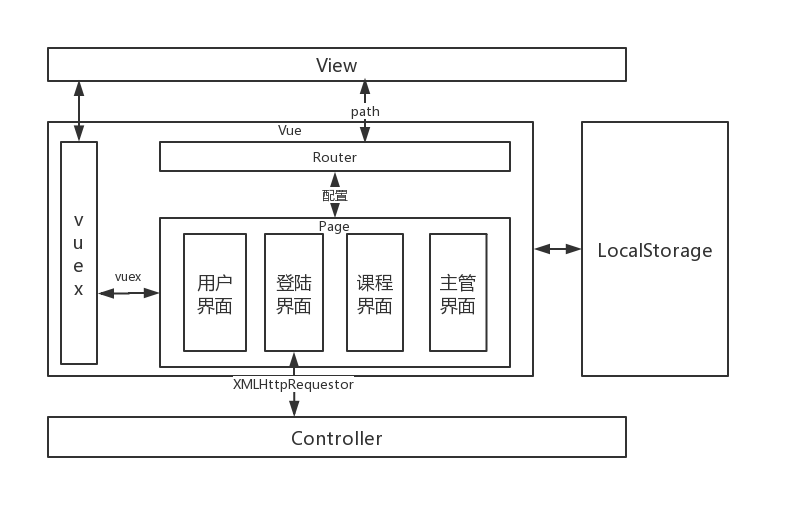 View
path
Vue
Router
配置
Page
v
u
e
x
vuex
用户
界面
登陆
界面
课程
界面
主管
界面
LocalStorage
XMLHttpRequestor
Controller